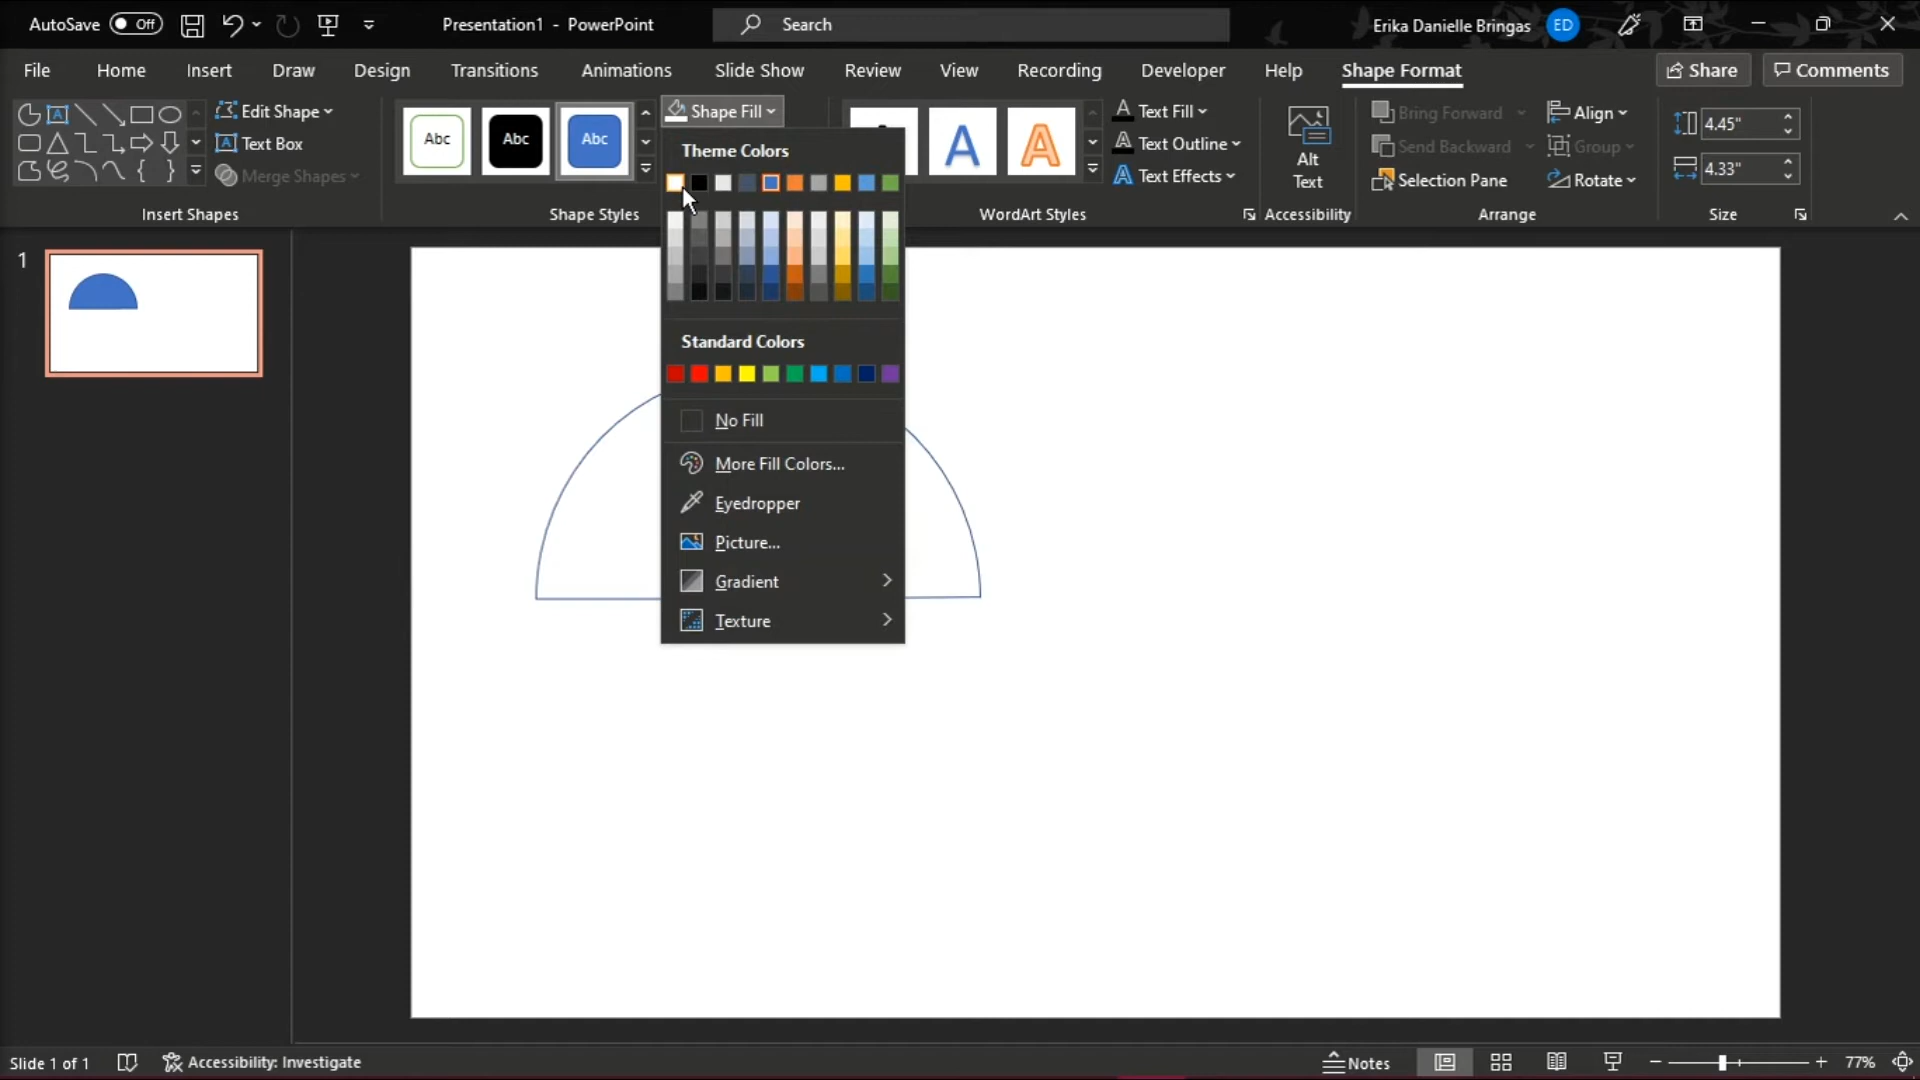 AutoSave Off Presentation1 - PowerPoint Search Erika Danielle Bringas ED
File Home Insert Draw Design Transitions Animations Slide Show Review View Recording Developer Help Shape Format Share Comments
Edit Shape
Text Box
Merge Shapes
Insert Shapes
Abc Abc Abc
Shape Fill
Shape Styles
A A
Text Fill
Text Outline
Text Effects
WordArt Styles
Alt
Text
Accessibility
Bring Forward
Send Backward
Selection Pane
Align
Group
Rotate
Arrange
4.45"
4.33"
Size
Theme Colors
Standard Colors
No Fill
More Fill Colors...
Eyedropper
Picture...
Gradient
Texture
1
Slide 1 of 1 Accessibility: Investigate Notes 77%